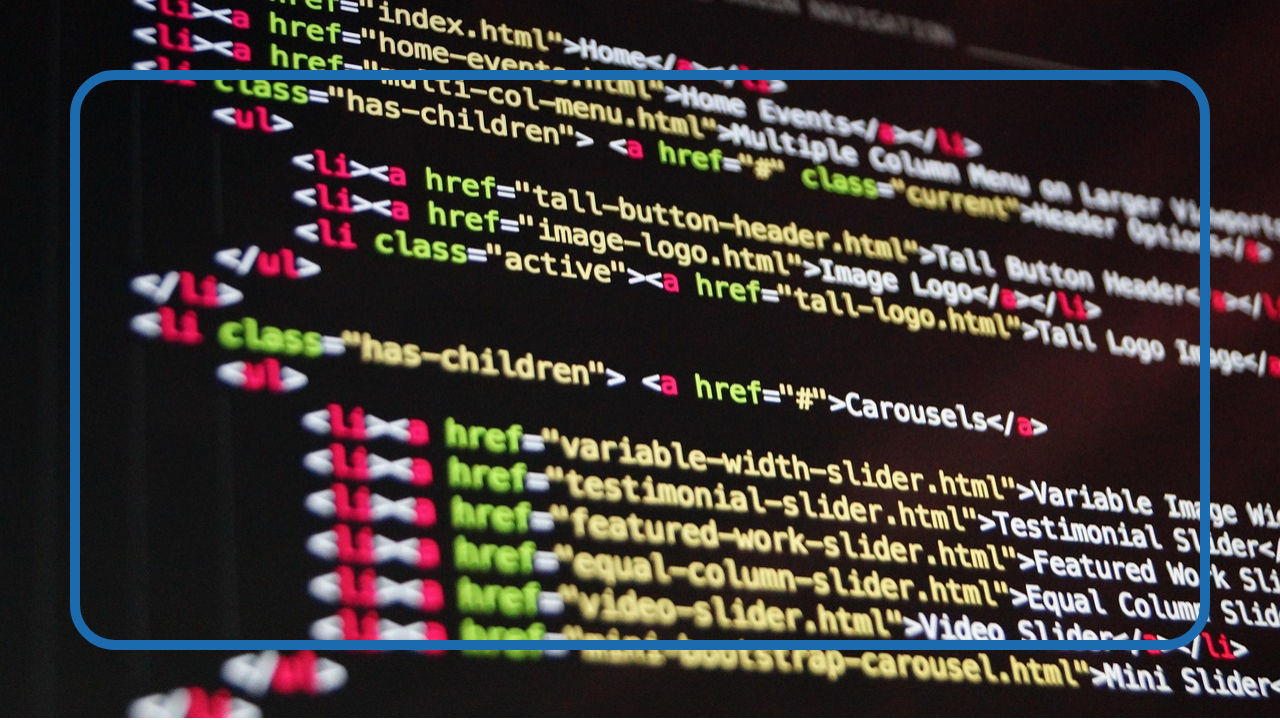 NAVIGATION
<li><a href="index.html">Home</a></li>
<li><a href="home-events.html">Home Events</a></li>
<li><a href="multi-col-menu.html">Multiple Column Menu on Larger Viewports
<li class="has-children"> <a href="#" class="current">Header Options</a>
<ul>
<li><a href="tall-button-header.html">Tall Button Header</a></li
<li><a href="image-logo.html">Image Logo</a></li>
<li class="active"><a href="tall-logo.html">Tall Logo Image</a
</ul>
</li>
<li class="has-children"> <a href="#">Carousels</a>
<ul>
<li><a href="variable-width-slider.html">Variable Image Wi
<li><a href="testimonial-slider.html">Testimonial Slider</
<li><a href="featured-work-slider.html">Featured Work Sli
<li><a href="equal-column-slider.html">Equal Column Slid
<li><a href="video-slider.html">Video Slider</a></li>
<li><a href="mini-bootstrap-carousel.html">Mini Slider<
</ul>
</li>